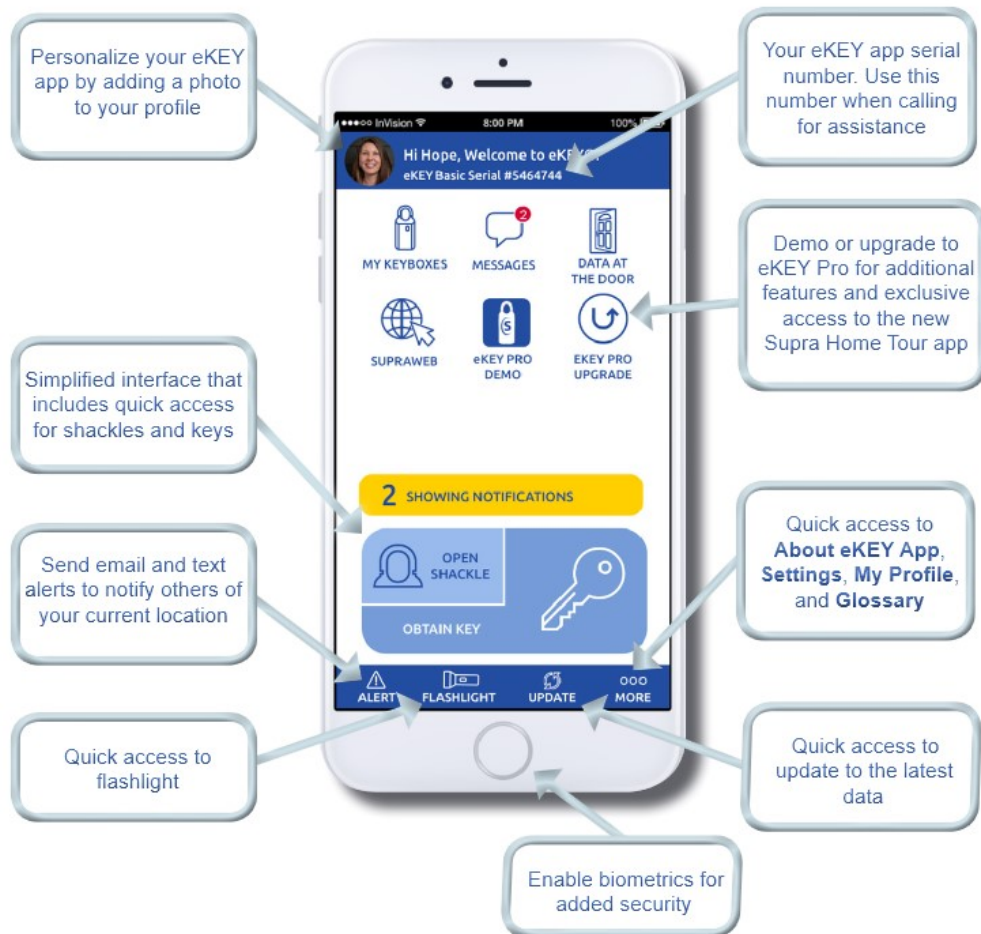 Personalize your eKEY
app by adding a photo
to your profile
Your eKEY app serial
number. Use this
number when calling
for assistance
InVision
8:00 PM
100%
Hi Hope, Welcome to
eKEY Basic Serial #5464744
MY KEYBOXES
2
MESSAGES
DATA AT
THE DOOR
Demo or upgrade to
eKEY Pro for additional
features and exclusive
access to the new
Supra Home Tour app
SUPRAWEB
S
eKEY PRO
DEMO
EKEY PRO
UPGRADE
Simplified interface that
includes quick access
for shackles and keys
2 SHOWING NOTIFICATIONS
OPEN
SHACKLE
OBTAIN KEY
Send email and text
alerts to notify others of
your current location
Quick access to
About eKEY App,
Settings, My Profile,
and Glossary
ALERT
FLASHLIGHT
UPDATE
MORE
Quick access to
flashlight
Quick access to
update to the latest
data
Enable biometrics for
added security